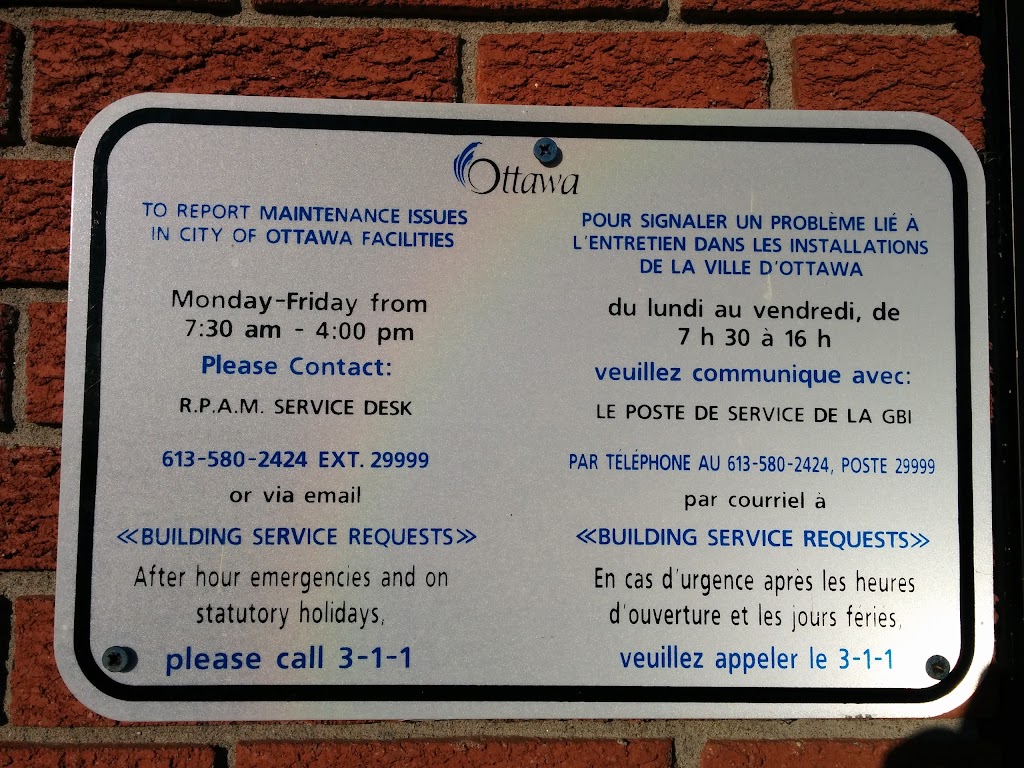 Ottawa
TO REPORT MAINTENANCE ISSUES
IN CITY OF OTTAWA FACILITIES
Monday-Friday from
7:30 am - 4:00 pm
Please Contact:
R.P.A.M. SERVICE DESK
613-580-2424 EXT. 29999
or via email
≪BUILDING SERVICE REQUESTS≫
After hour emergencies and on
statutory holidays,
please call 3-1-1
POUR SIGNALER UN PROBLÈME LIÉ À
L'ENTRETIEN DANS LES INSTALLATIONS
DE LA VILLE D'OTTAWA
du lundi au vendredi, de
7 h 30 à 16 h
veuillez communique avec:
LE POSTE DE SERVICE DE LA GBI
PAR TÉLÉPHONE AU 613-580-2424, POSTE 29999
par courriel à
≪BUILDING SERVICE REQUESTS≫
En cas d'urgence après les heures
d'ouverture et les jours fériés,
veuillez appeler le 3-1-1